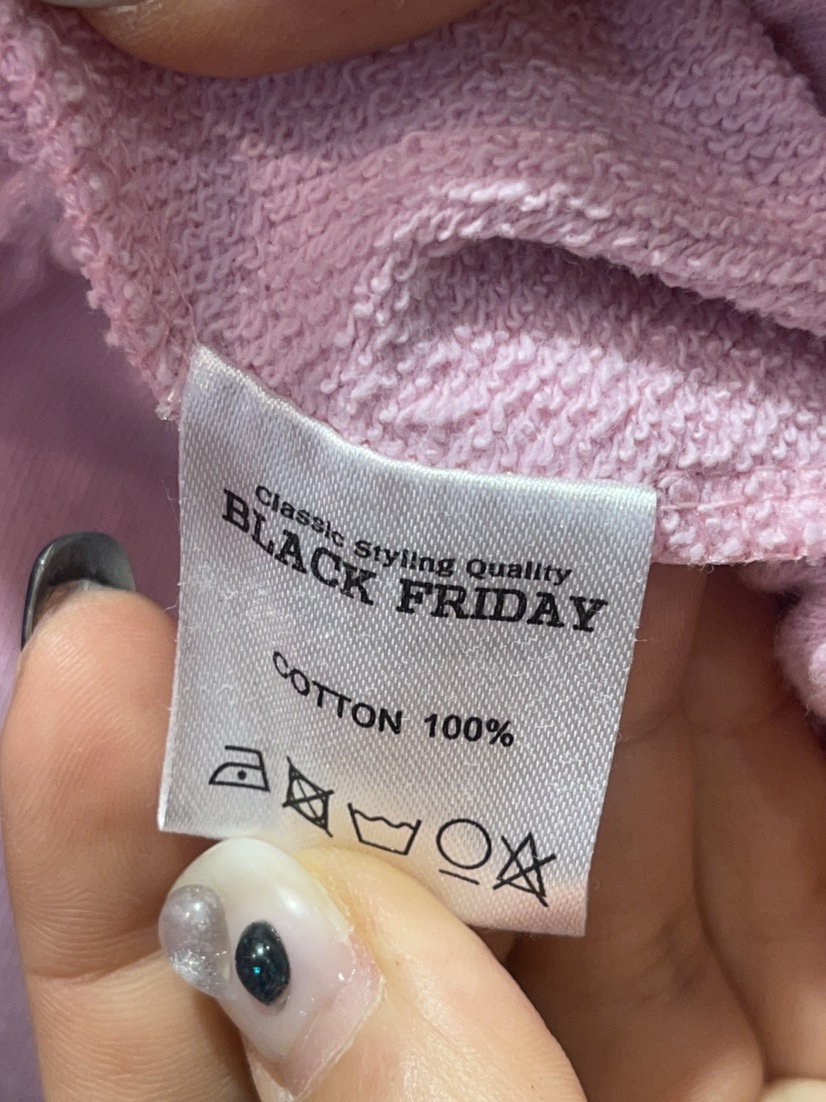 Classic Styling Quality
BLACK FRIDAY
COTTON 100%